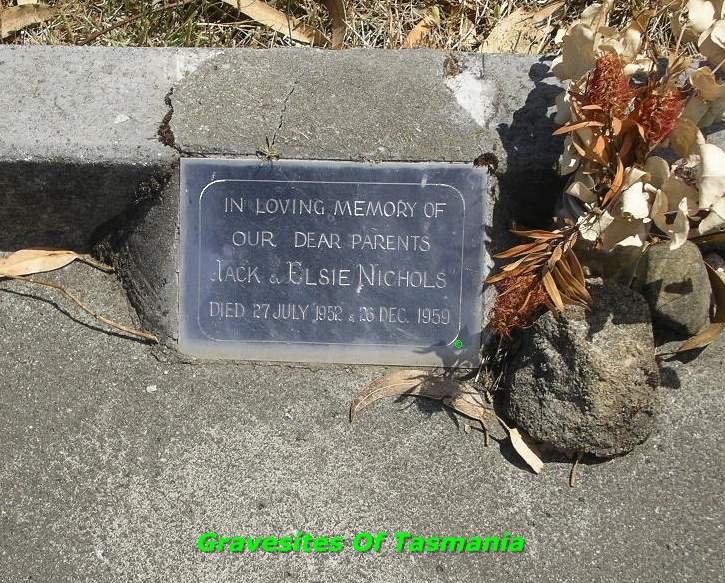 IN LOVING MEMORY OF
OUR DEAR PARENTS
JACK & ELSIE NICHOLS
DIED 27 JULY 1952 & 26 DEC. 1959
Gravesites Of Tasmania